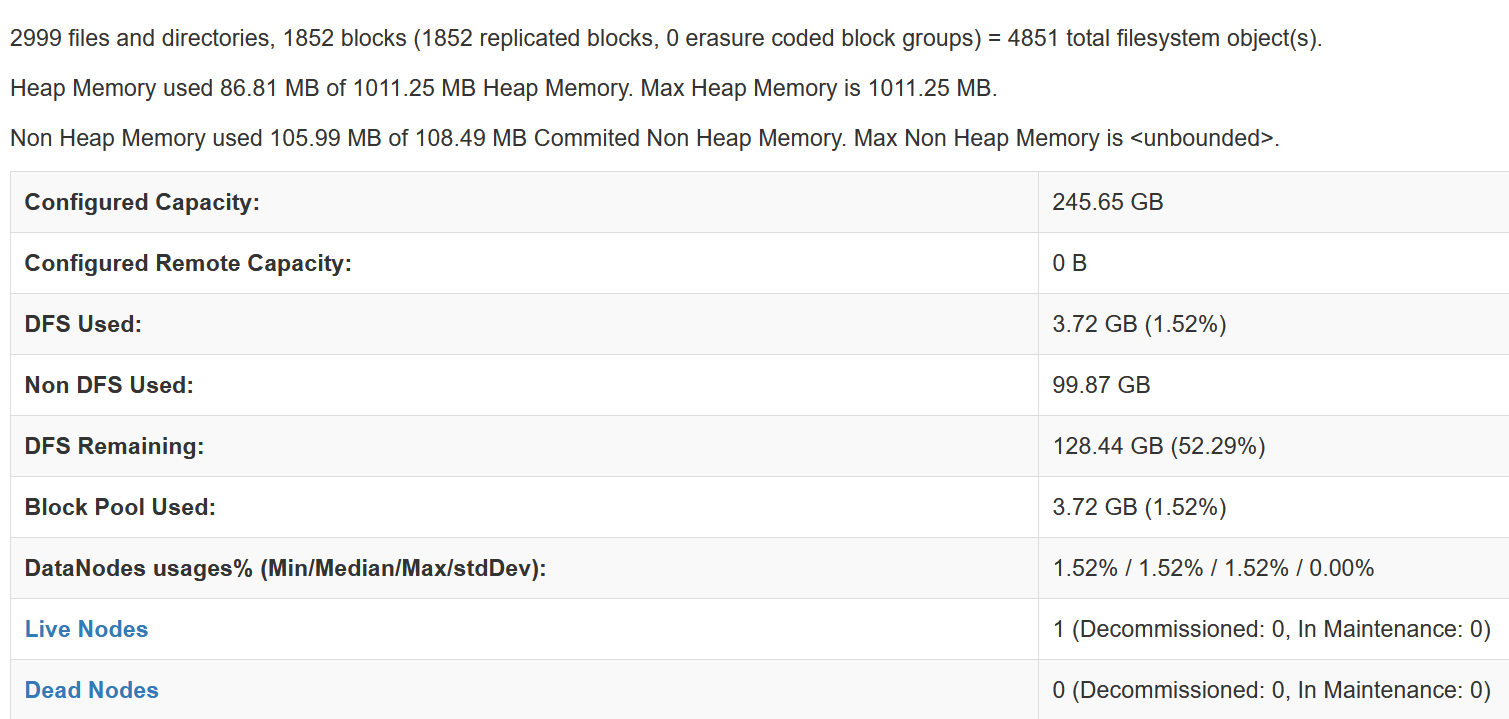 2999 files and directories, 1852 blocks (1852 replicated blocks, 0 erasure coded block groups) = 4851 total filesystem object(s).
Heap Memory used 86.81 MB of 1011.25 MB Heap Memory. Max Heap Memory is 1011.25 MB.
Non Heap Memory used 105.99 MB of 108.49 MB Commited Non Heap Memory. Max Non Heap Memory is <unbounded>.
Configured Capacity: 245.65 GB
Configured Remote Capacity: 0 B
DFS Used: 3.72 GB (1.52%)
Non DFS Used: 99.87 GB
DFS Remaining: 128.44 GB (52.29%)
Block Pool Used: 3.72 GB (1.52%)
DataNodes usages% (Min/Median/Max/stdDev): 1.52% / 1.52% / 1.52% / 0.00%
Live Nodes 1 (Decommissioned: 0, In Maintenance: 0)
Dead Nodes 0 (Decommissioned: 0, In Maintenance: 0)